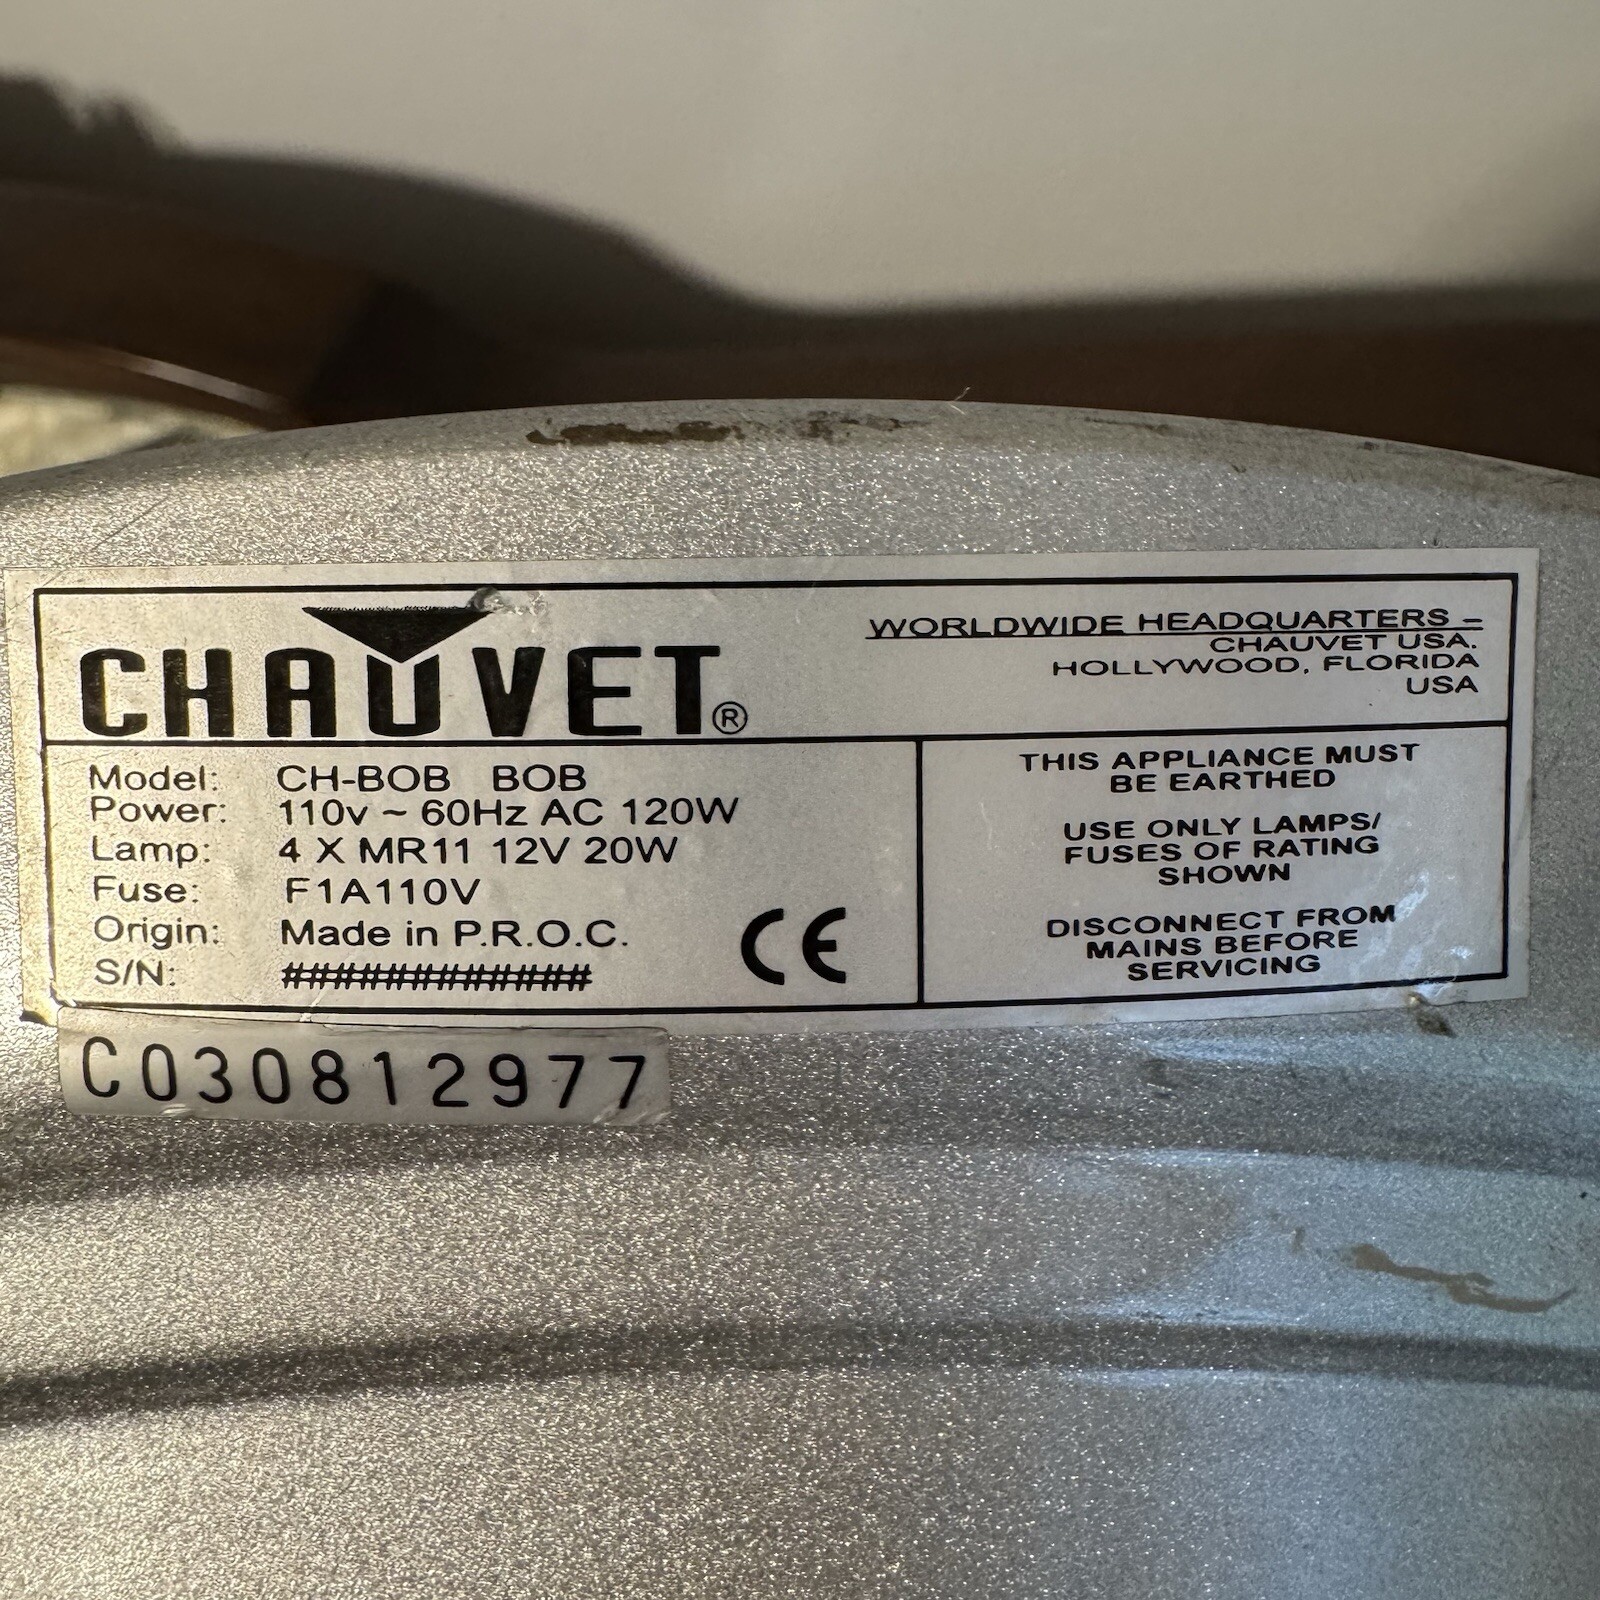 CHAUVET®
WORLDWIDE HEADQUARTERS –
CHAUVET USA.
HOLLYWOOD, FLORIDA
USA
Model: CH-BOB BOB
Power: 110v ~ 60Hz AC 120W
Lamp: 4 X MR11 12V 20W
Fuse: F1A110V
Origin: Made in P.R.O.C.
S/N: ##############
CE
THIS APPLIANCE MUST
BE EARTHED
USE ONLY LAMPS/
FUSES OF RATING
SHOWN
DISCONNECT FROM
MAINS BEFORE
SERVICING
C030812977